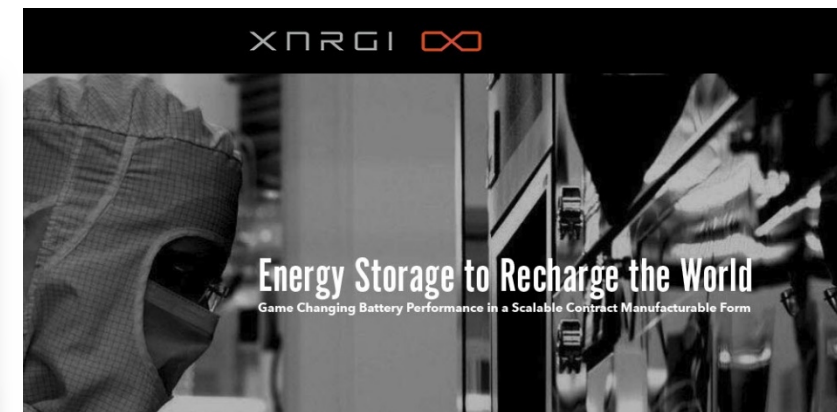 XNRGI
Energy Storage to Recharge the World
Game Changing Battery Performance in a Scalable Contract Manufacturable Form